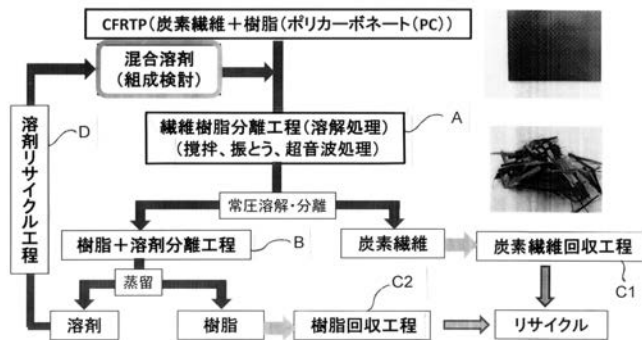 CFRTP(炭素繊維＋樹脂(ポリカーボネート(PC))
混合溶剤
(組成検討)
溶剤リサイクル工程
D
繊維樹脂分離工程(溶解処理)
(撹拌、振とう、超音波処理)
A
常圧溶解・分離
樹脂＋溶剤分離工程
B
炭素繊維
炭素繊維回収工程
C1
蒸留
C2
溶剤
樹脂
樹脂回収工程
リサイクル